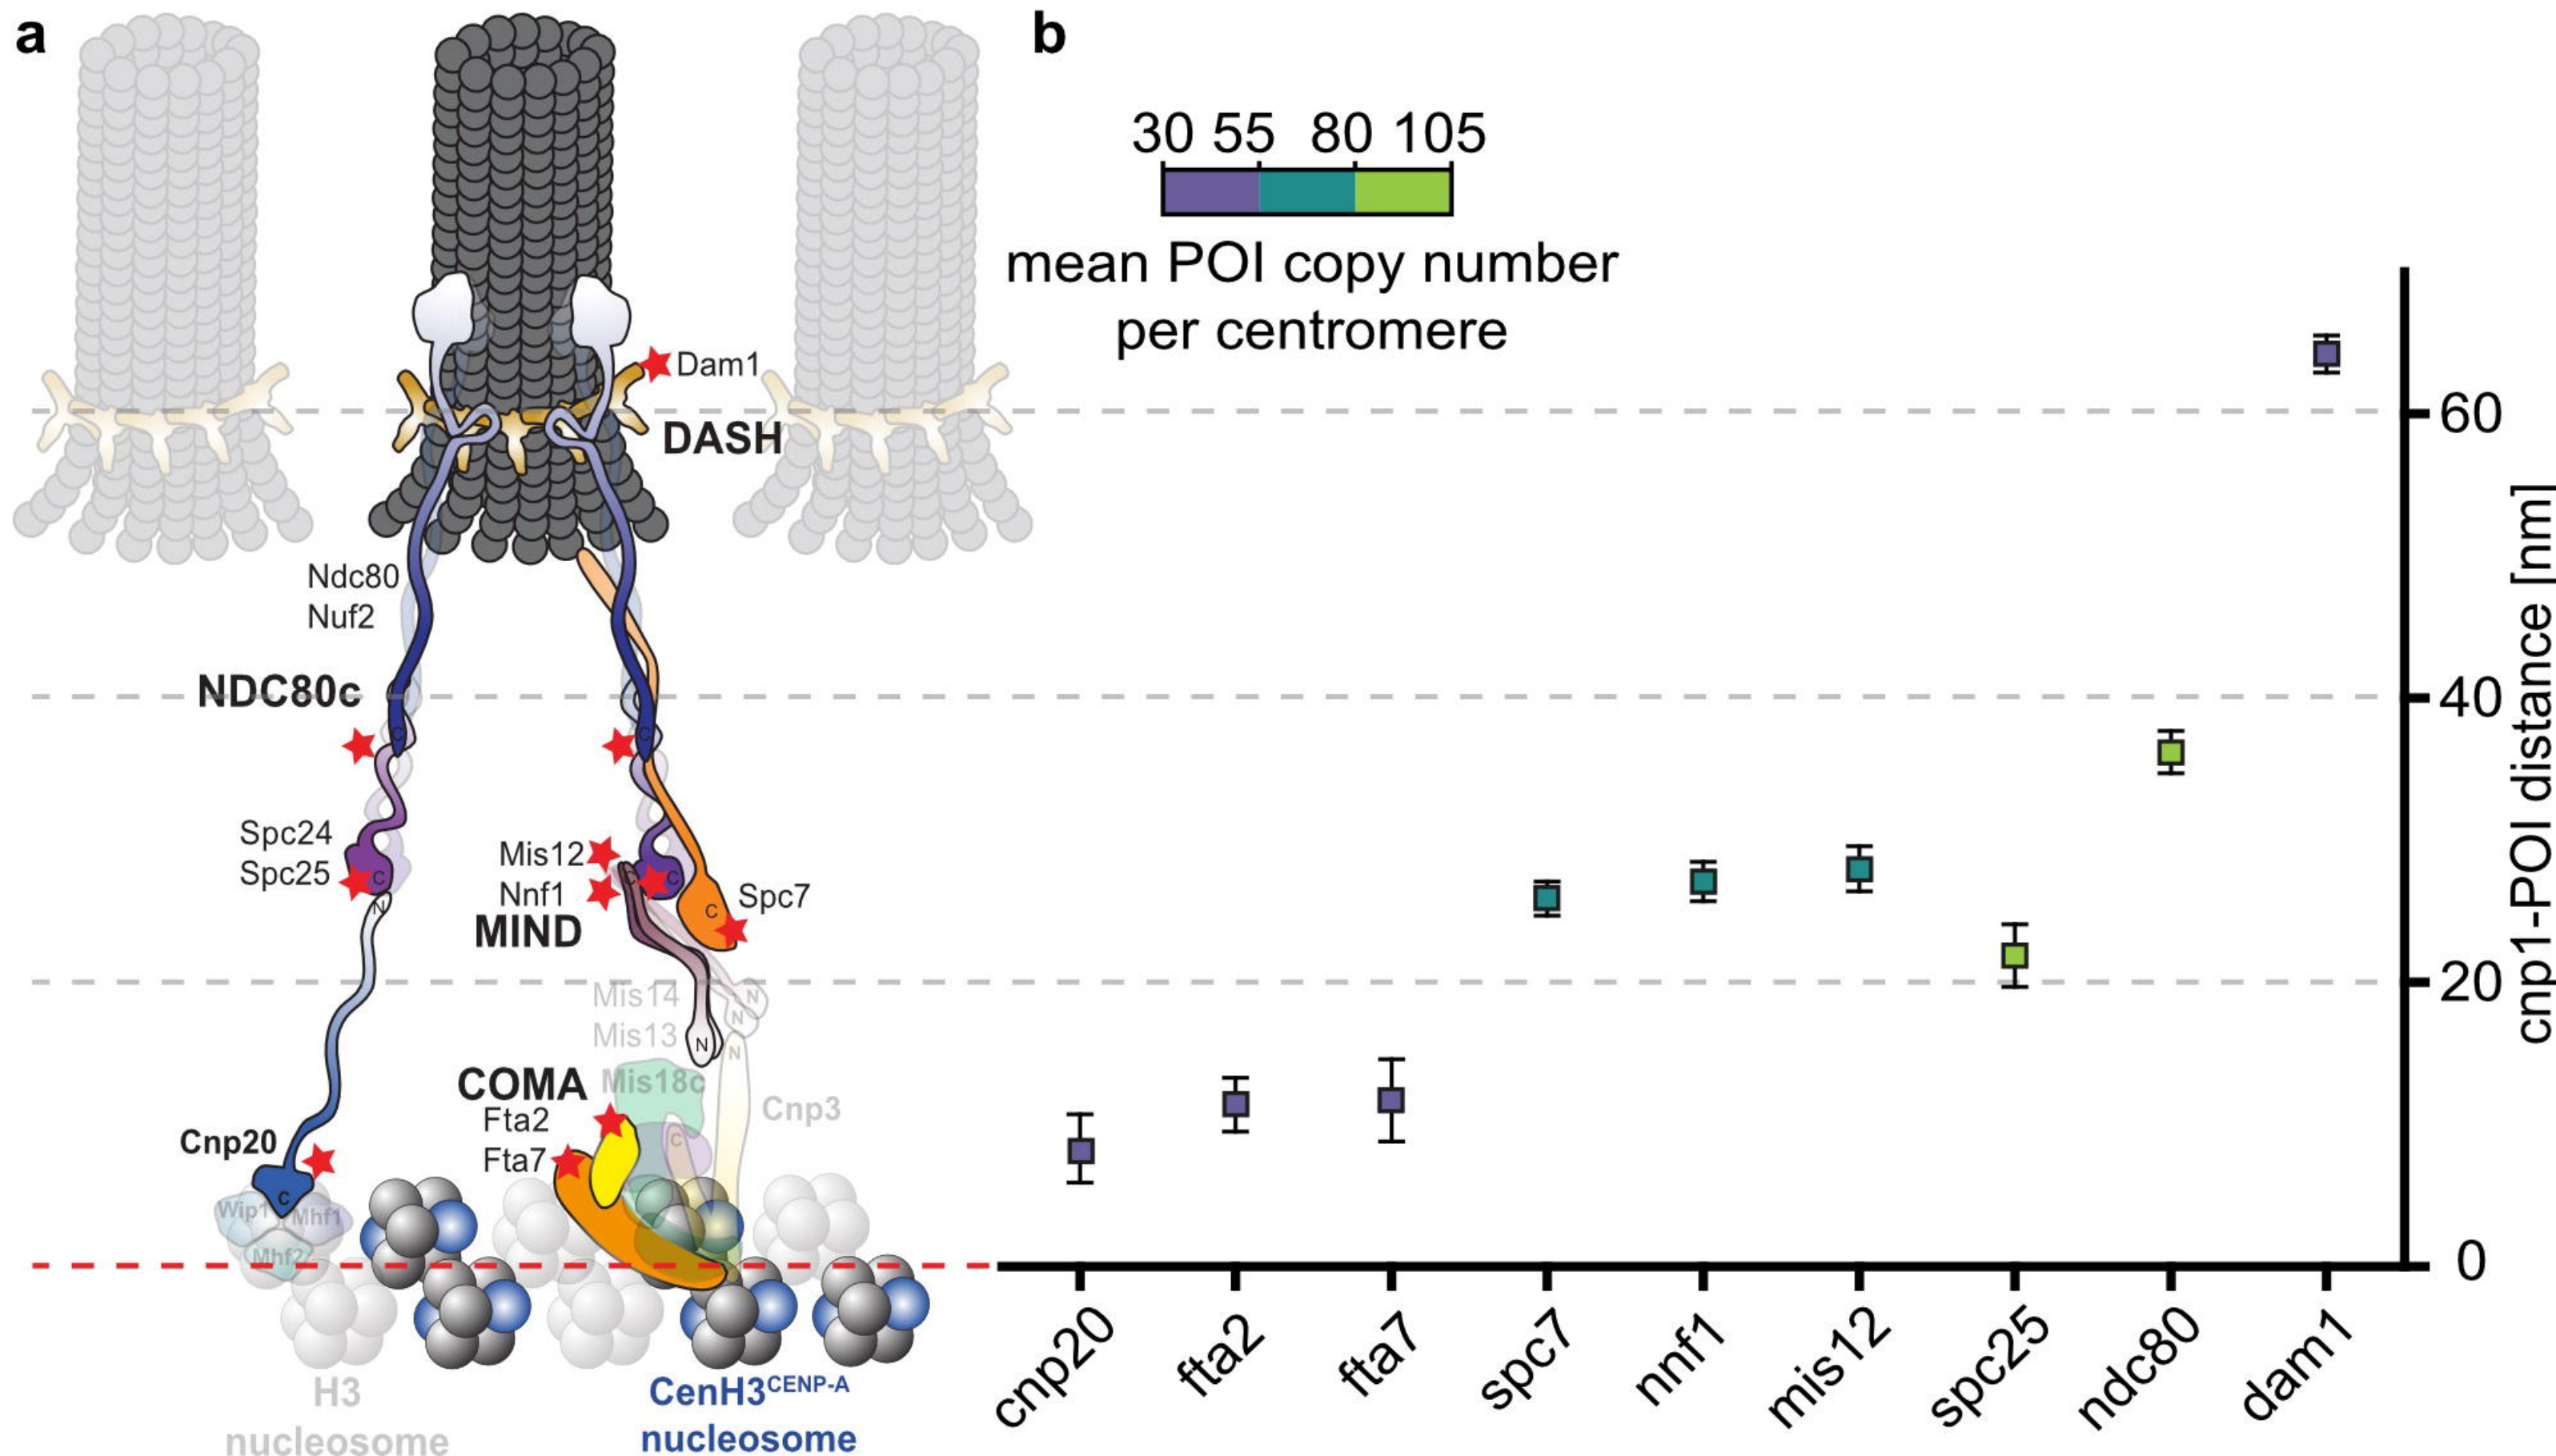 a
Dam1
DASH
Ndc80
Nuf2
NDC80c
Spc24
Spc25
C
C
N
C
Mis12
Nnf1
MIND
C
C
C
Spc7
N
N
N
N
Mis14
Mis13
COMA
Mis18c
Fta2
Fta7
C
Cnp3
Cnp20
C
Wip1
Mhf1
Mhf2
H3
nucleosome
CenH3CENP-A
nucleosome
b
30 55 80 105
mean POI copy number
per centromere
60
40
20
0
cnp1-POI distance [nm]
cnp20
fta2
fta7
spc7
nnf1
mis12
spc25
ndc80
dam1